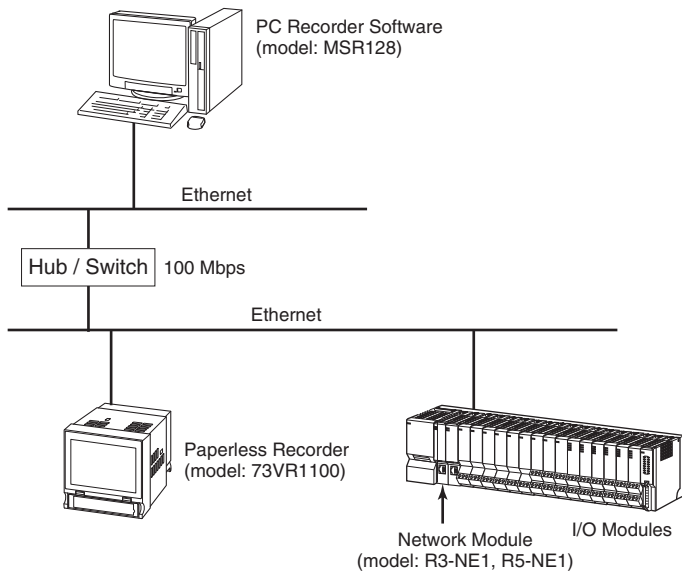 PC Recorder Software
(model: MSR128)
Ethernet
Hub / Switch
100 Mbps
Ethernet
Paperless Recorder
(model: 73VR1100)
I/O Modules
Network Module
(model: R3-NE1, R5-NE1)